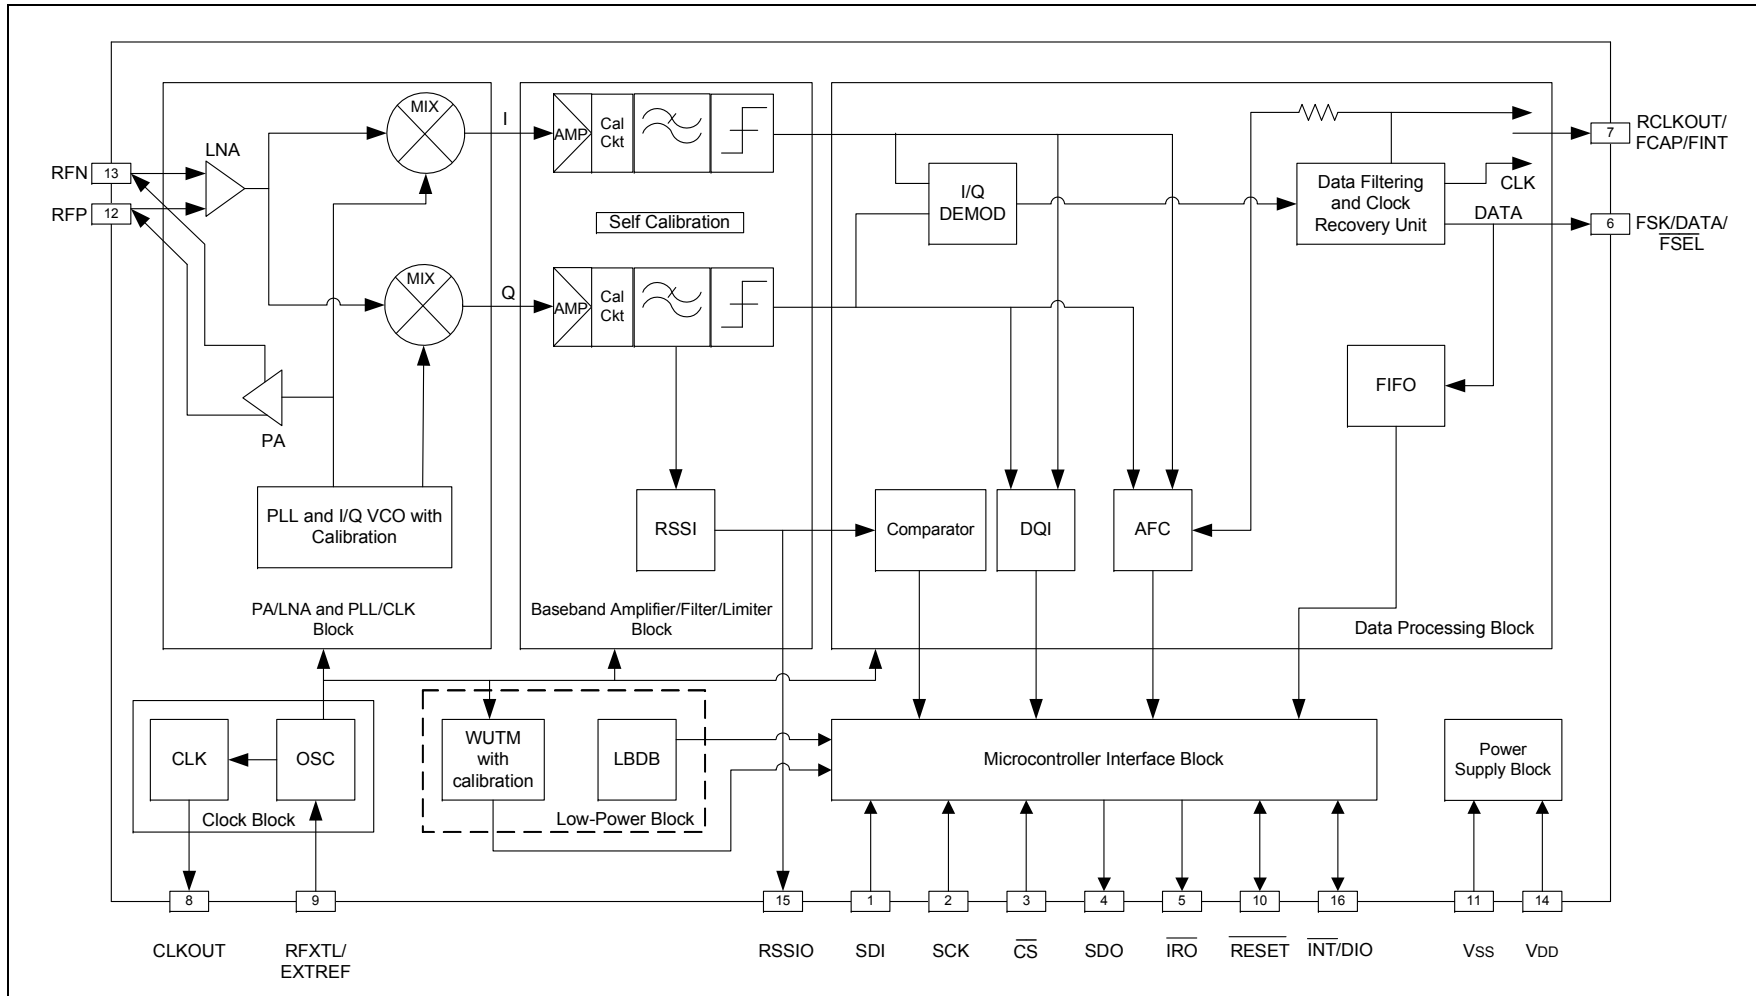 MIX
I
AMP
Cal
Ckt
LNA
RFN
13
RFP
12
I/Q
DEMOD
Data Filtering
and Clock
Recovery Unit
CLK
DATA
7
RCLKOUT/
FCAP/FINT
6
FSK/DATA/
FSEL
Self Calibration
MIX
Q
AMP
Cal
Ckt
PA
FIFO
PLL and I/Q VCO with
Calibration
RSSI
Comparator
DQI
AFC
PA/LNA and PLL/CLK
Block
Baseband Amplifier/Filter/Limiter
Block
Data Processing Block
CLK
OSC
Clock Block
WUTM
with
calibration
LBDB
Low-Power Block
Microcontroller Interface Block
Power
Supply Block
8
9
15
1
2
3
4
5
10
16
11
14
CLKOUT
RFXTL/
EXTREF
RSSIO
SDI
SCK
CS
SDO
IRO
RESET
INT/DIO
VSS
VDD